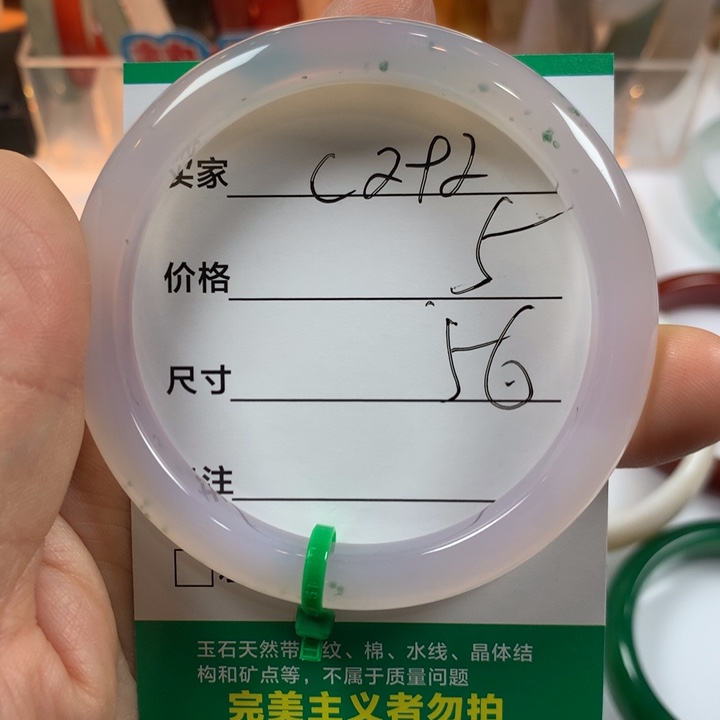 买家 C292
价格 5
尺寸 56.
注
玉石天然带 纹、棉、水线、晶体结
构和矿点等，不属于质量问题
完美主义者勿拍